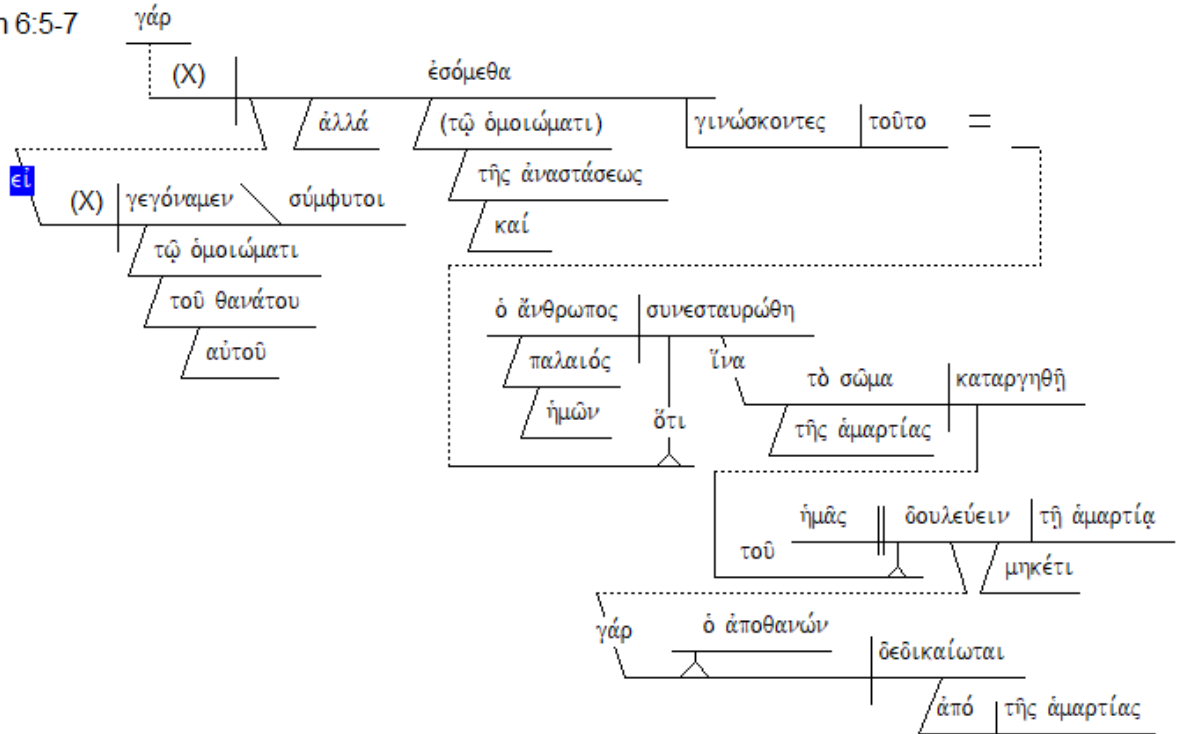 n 6:5-7 γάρ
(X) ἐσόμεθα
ἀλλά (τῷ ὁμοιώματι) γινώσκοντες τοῦτο =
εἰ (X) γεγόναμεν σύμφυτοι τῆς ἀναστάσεως
καί
τῷ ὁμοιώματι
τοῦ θανάτου
αὐτοῦ
ὁ ἄνθρωπος συνεσταυρώθη
παλαιός ἵνα τὸ σῶμα καταργηθῇ
ἡμῶν ὅτι τῆς ἁμαρτίας
ἡμᾶς δουλεύειν τῇ ἁμαρτίᾳ
τοῦ μηκέτι
γάρ ὁ ἀποθανών δεδικαίωται
ἀπό τῆς ἁμαρτίας